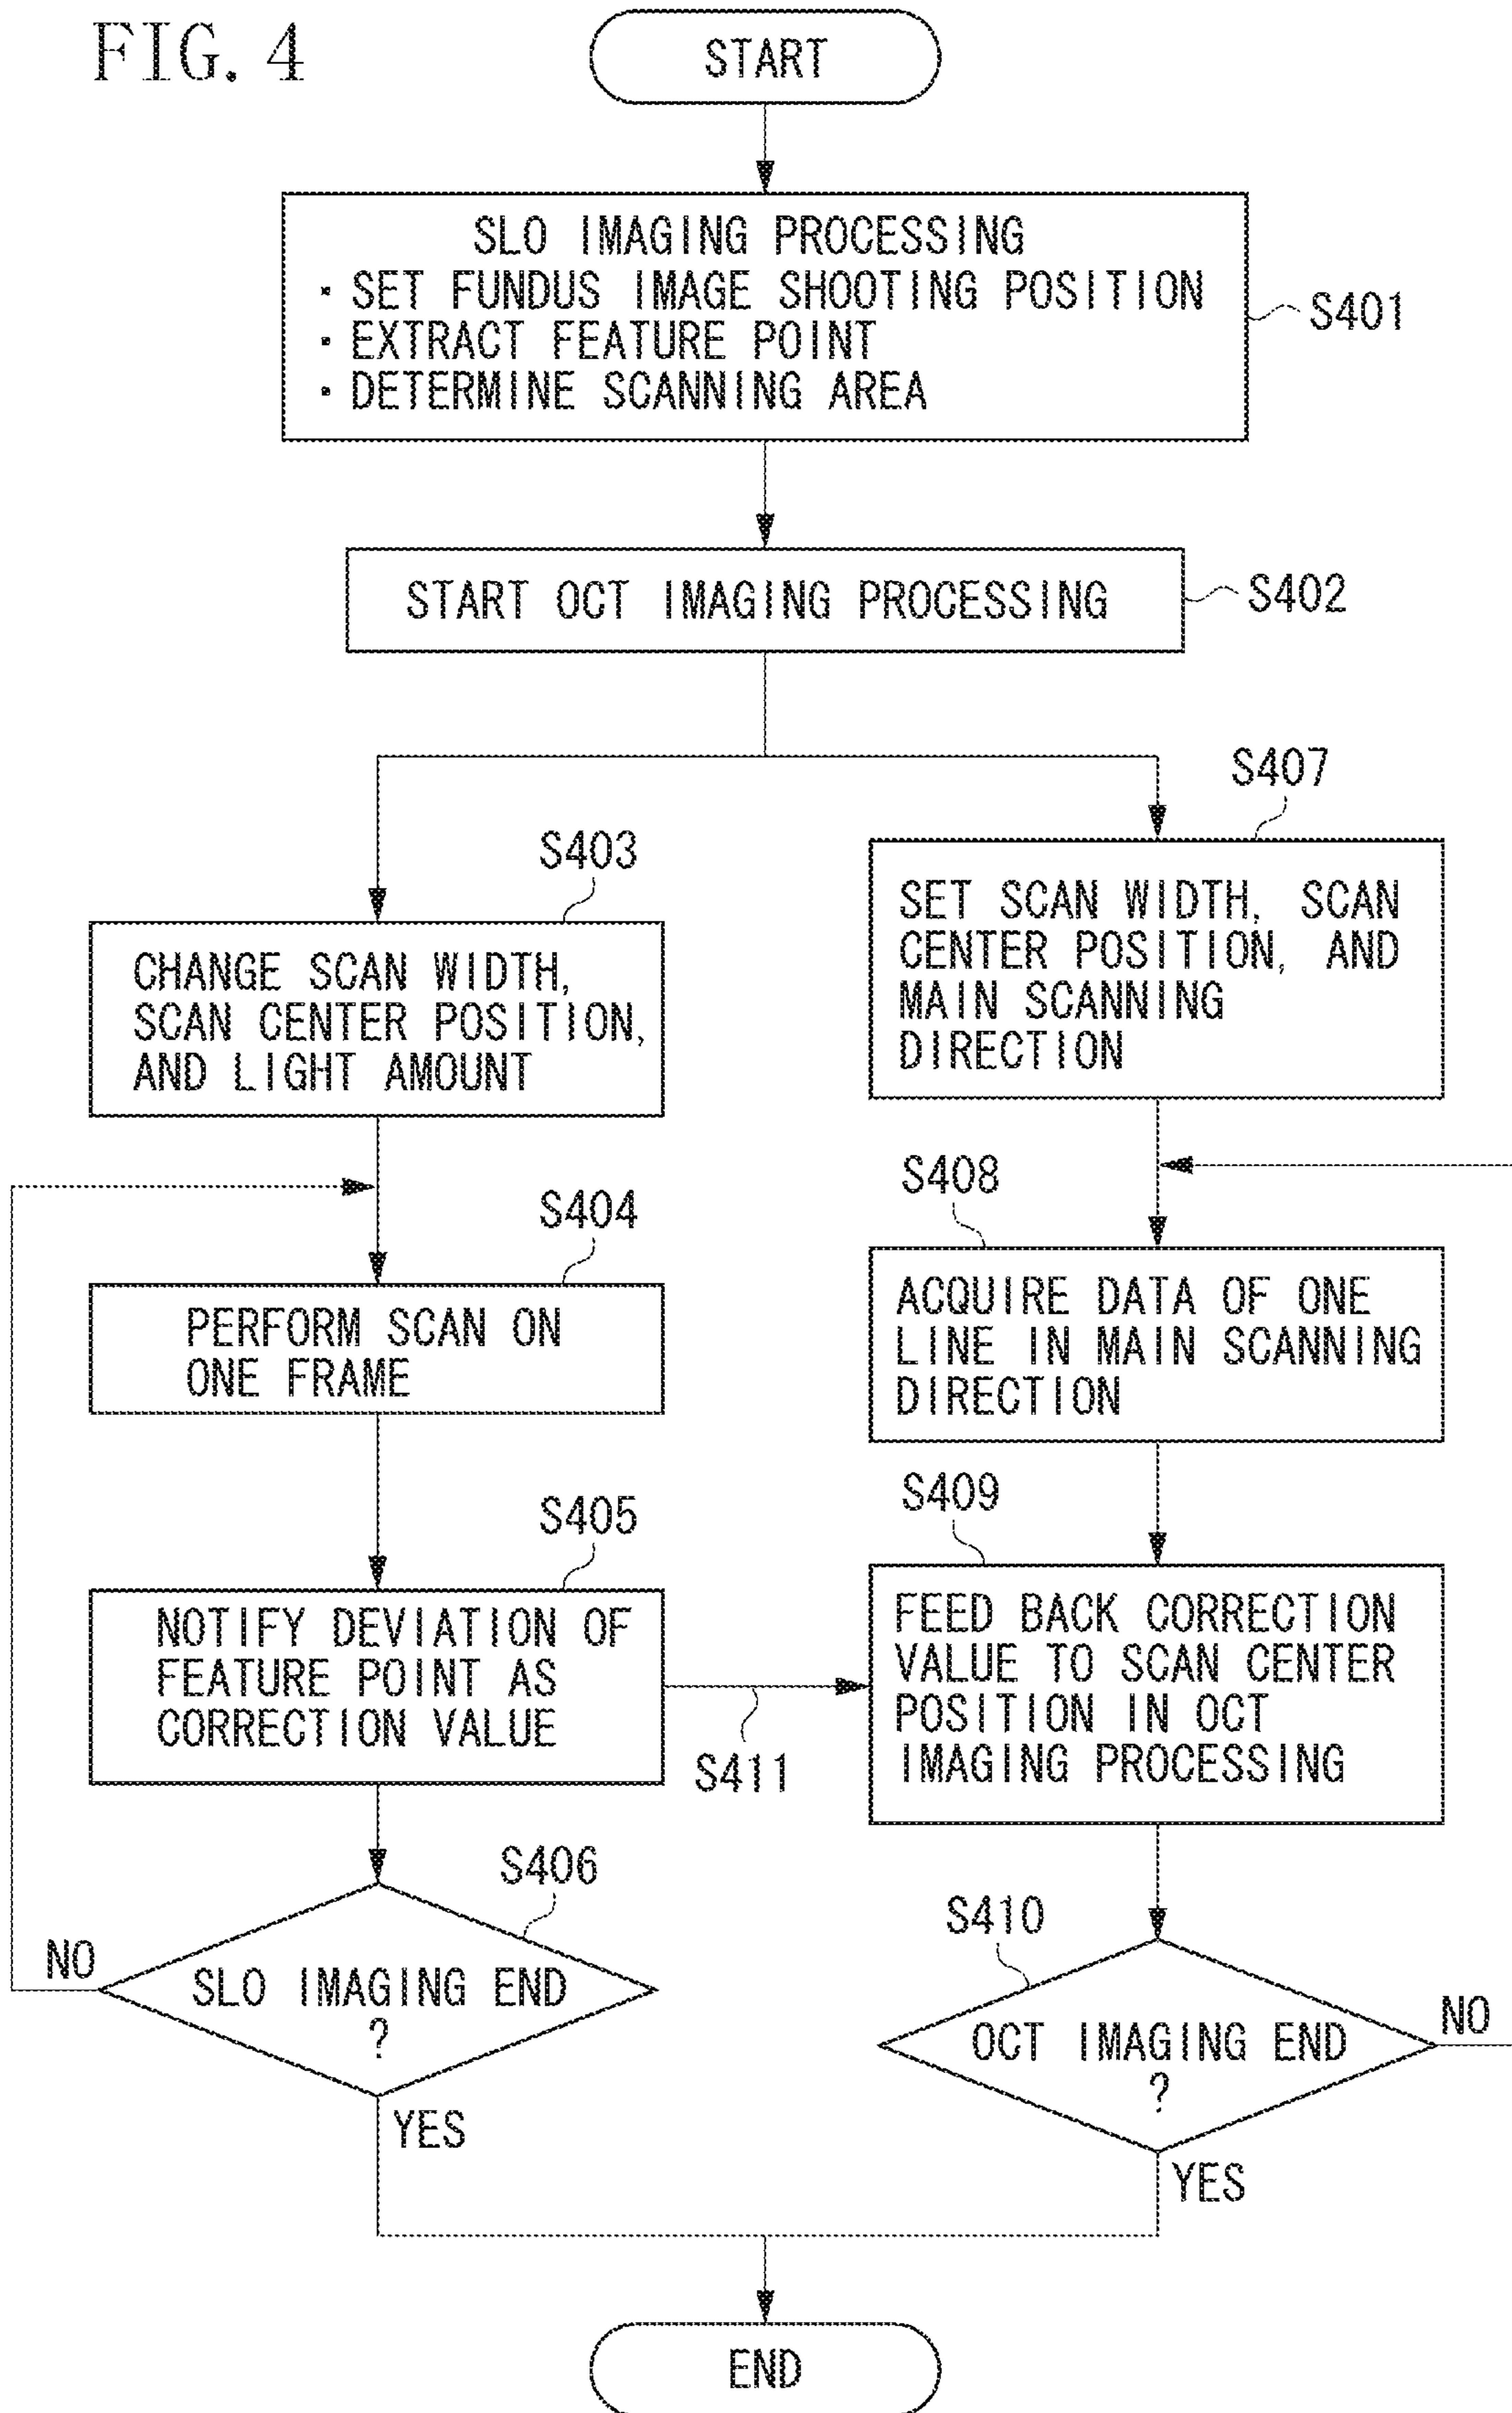 FIG. 4
START
SLO IMAGING PROCESSING
· SET FUNDUS IMAGE SHOOTING POSITION
· EXTRACT FEATURE POINT
· DETERMINE SCANNING AREA
S401
START OCT IMAGING PROCESSING
S402
S403
CHANGE SCAN WIDTH,
SCAN CENTER POSITION,
AND LIGHT AMOUNT
S404
PERFORM SCAN ON
ONE FRAME
S405
NOTIFY DEVIATION OF
FEATURE POINT AS
CORRECTION VALUE
S411
S406
SLO IMAGING END
?
NO
YES
S407
SET SCAN WIDTH, SCAN
CENTER POSITION, AND
MAIN SCANNING
DIRECTION
S408
ACQUIRE DATA OF ONE
LINE IN MAIN SCANNING
DIRECTION
S409
FEED BACK CORRECTION
VALUE TO SCAN CENTER
POSITION IN OCT
IMAGING PROCESSING
S410
OCT IMAGING END
?
NO
YES
END